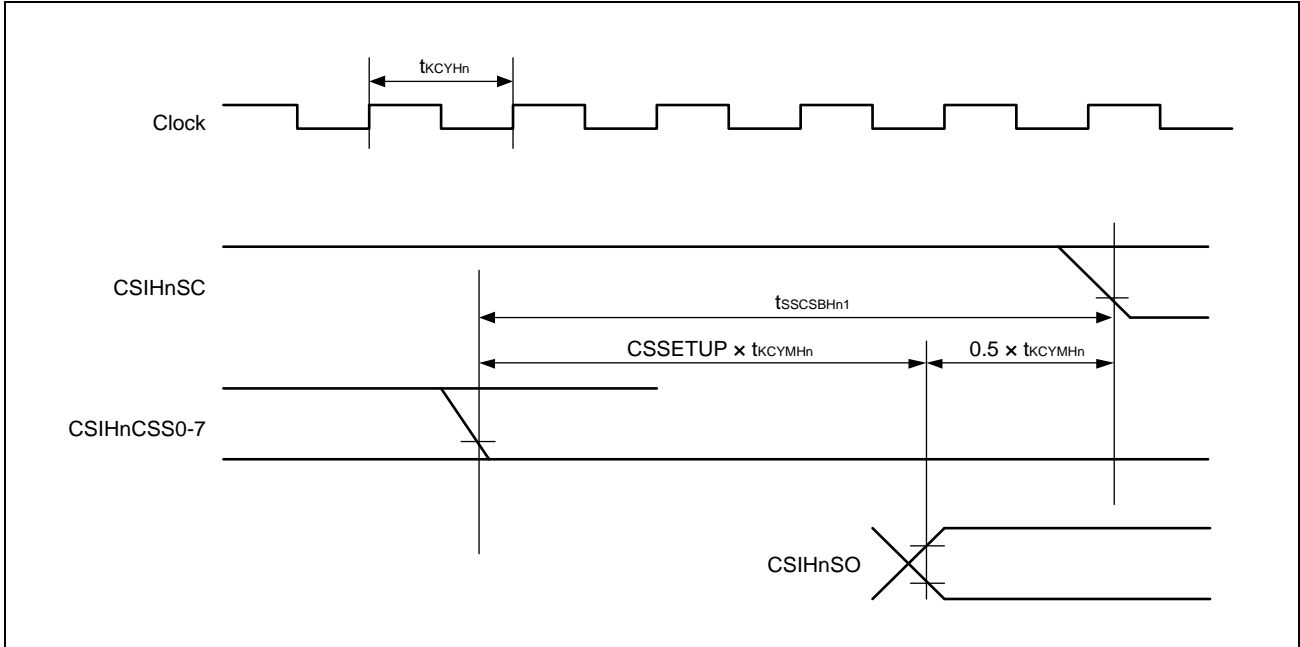 tKCYHn
Clock
CSIHnSC
tSSCSBHn1
CSSETUP × tKCYMHn
0.5 × tKCYMHn
CSIHnCSS0-7
CSIHnSO